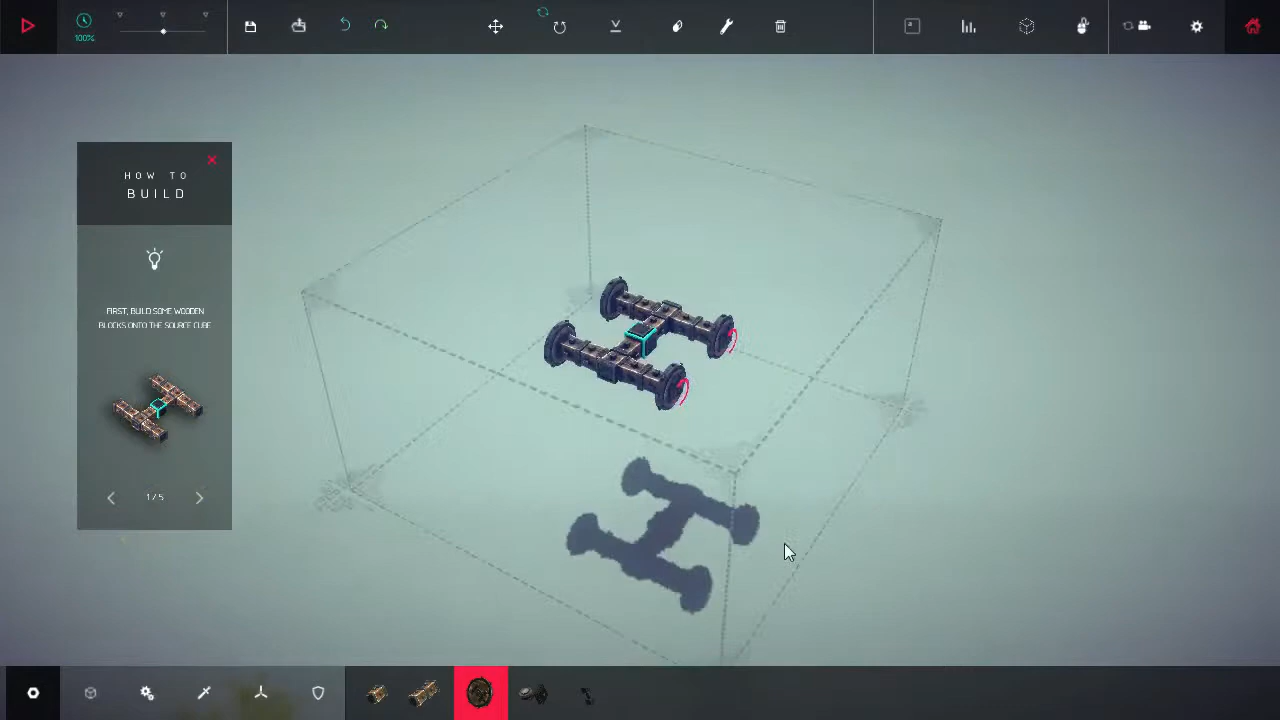 100%
HOW TO
BUILD
FIRST, BUILD SOME WOODEN
BLOCKS ONTO THE SOURCE CUBE
1/5